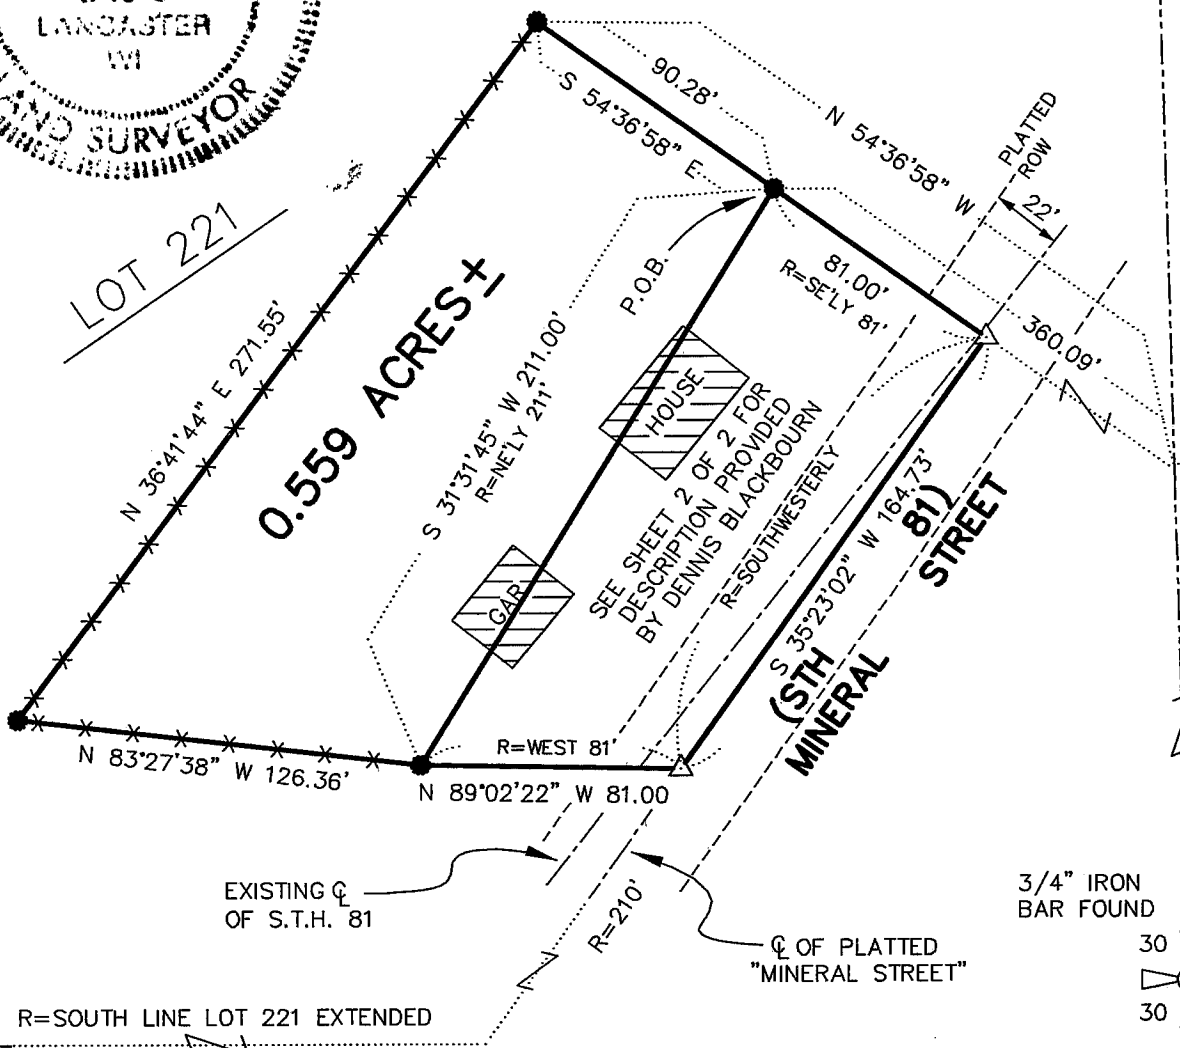 LANCASTER
WI
LAND SURVEYOR
LOT 221
90.28'
S 54°36'58" E
N 54°36'58" W
PLATTED
ROW
22'
P.O.B.
81.00'
R=SE'LY 81'
360.09'
N 36°41'44" E 271.55'
0.559 ACRES ±
S 31°31'45" W 211.00'
R=NE'LY 211'
HOUSE
GAR
SEE SHEET 2 OF 2 FOR
DESCRIPTION PROVIDED
BY DENNIS BLACKBOURN
R=SOUTHWESTERLY
S 35°23'02" W 164.73'
(STH 81)
MINERAL STREET
N 83°27'38" W 126.36'
R=WEST 81'
N 89°02'22" W 81.00
EXISTING ℄
OF S.T.H. 81
R=210'
℄ OF PLATTED
"MINERAL STREET"
3/4" IRON
BAR FOUND
30
30
R=SOUTH LINE LOT 221 EXTENDED